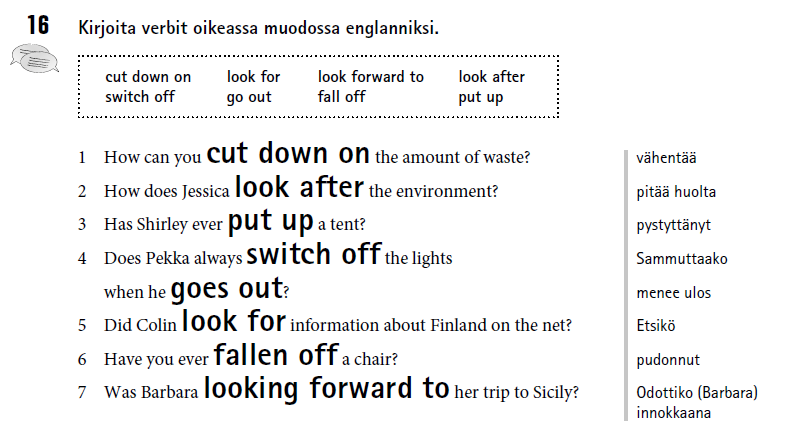 16 Kirjoita verbit oikeassa muodossa englanniksi.
cut down on look for look forward to look after
switch off go out fall off put up
1 How can you cut down on the amount of waste? vähentää
2 How does Jessica look after the environment? pitää huolta
3 Has Shirley ever put up a tent? pystyttänyt
4 Does Pekka always switch off the lights Sammuttaako
when he goes out? menee ulos
5 Did Colin look for information about Finland on the net? Etsikö
6 Have you ever fallen off a chair? pudonnut
7 Was Barbara looking forward to her trip to Sicily? Odottiko (Barbara)
innokkaana